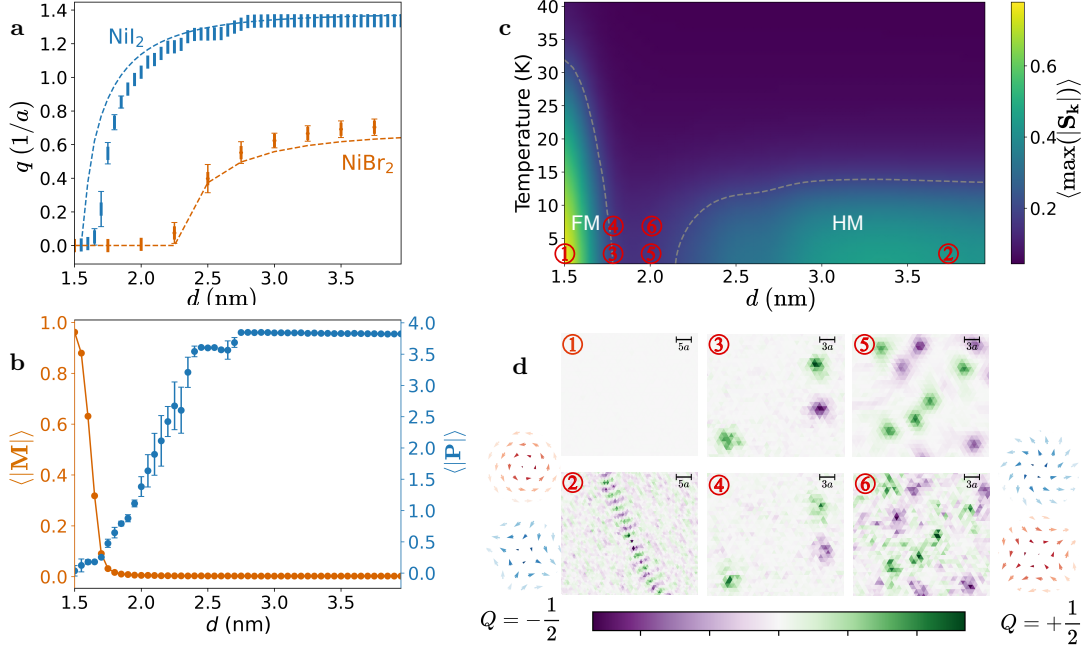 a
1.4
1.2
1.0
0.8
0.6
0.4
0.2
0.0
q (1/a)
NiI₂
NiBr₂
1.5 2.0 2.5 3.0 3.5
d (nm)
b
1.0
0.8
0.6
0.4
0.2
0.0
⟨|M|⟩
4.0
3.5
3.0
2.5
2.0
1.5
1.0
0.5
0.0
⟨|P|⟩
1.5 2.0 2.5 3.0 3.5
d (nm)
c
40
35
30
25
20
15
10
5
Temperature (K)
FM
HM
① ③ ④ ⑤ ⑥ ②
1.5 2.0 2.5 3.0 3.5
d (nm)
0.6
0.4
0.2
⟨max(|Sₖ|)⟩
d
① 5a
③ 3a
⑤ 3a
② 5a
④ 3a
⑥ 3a
Q = −1/2
Q = +1/2